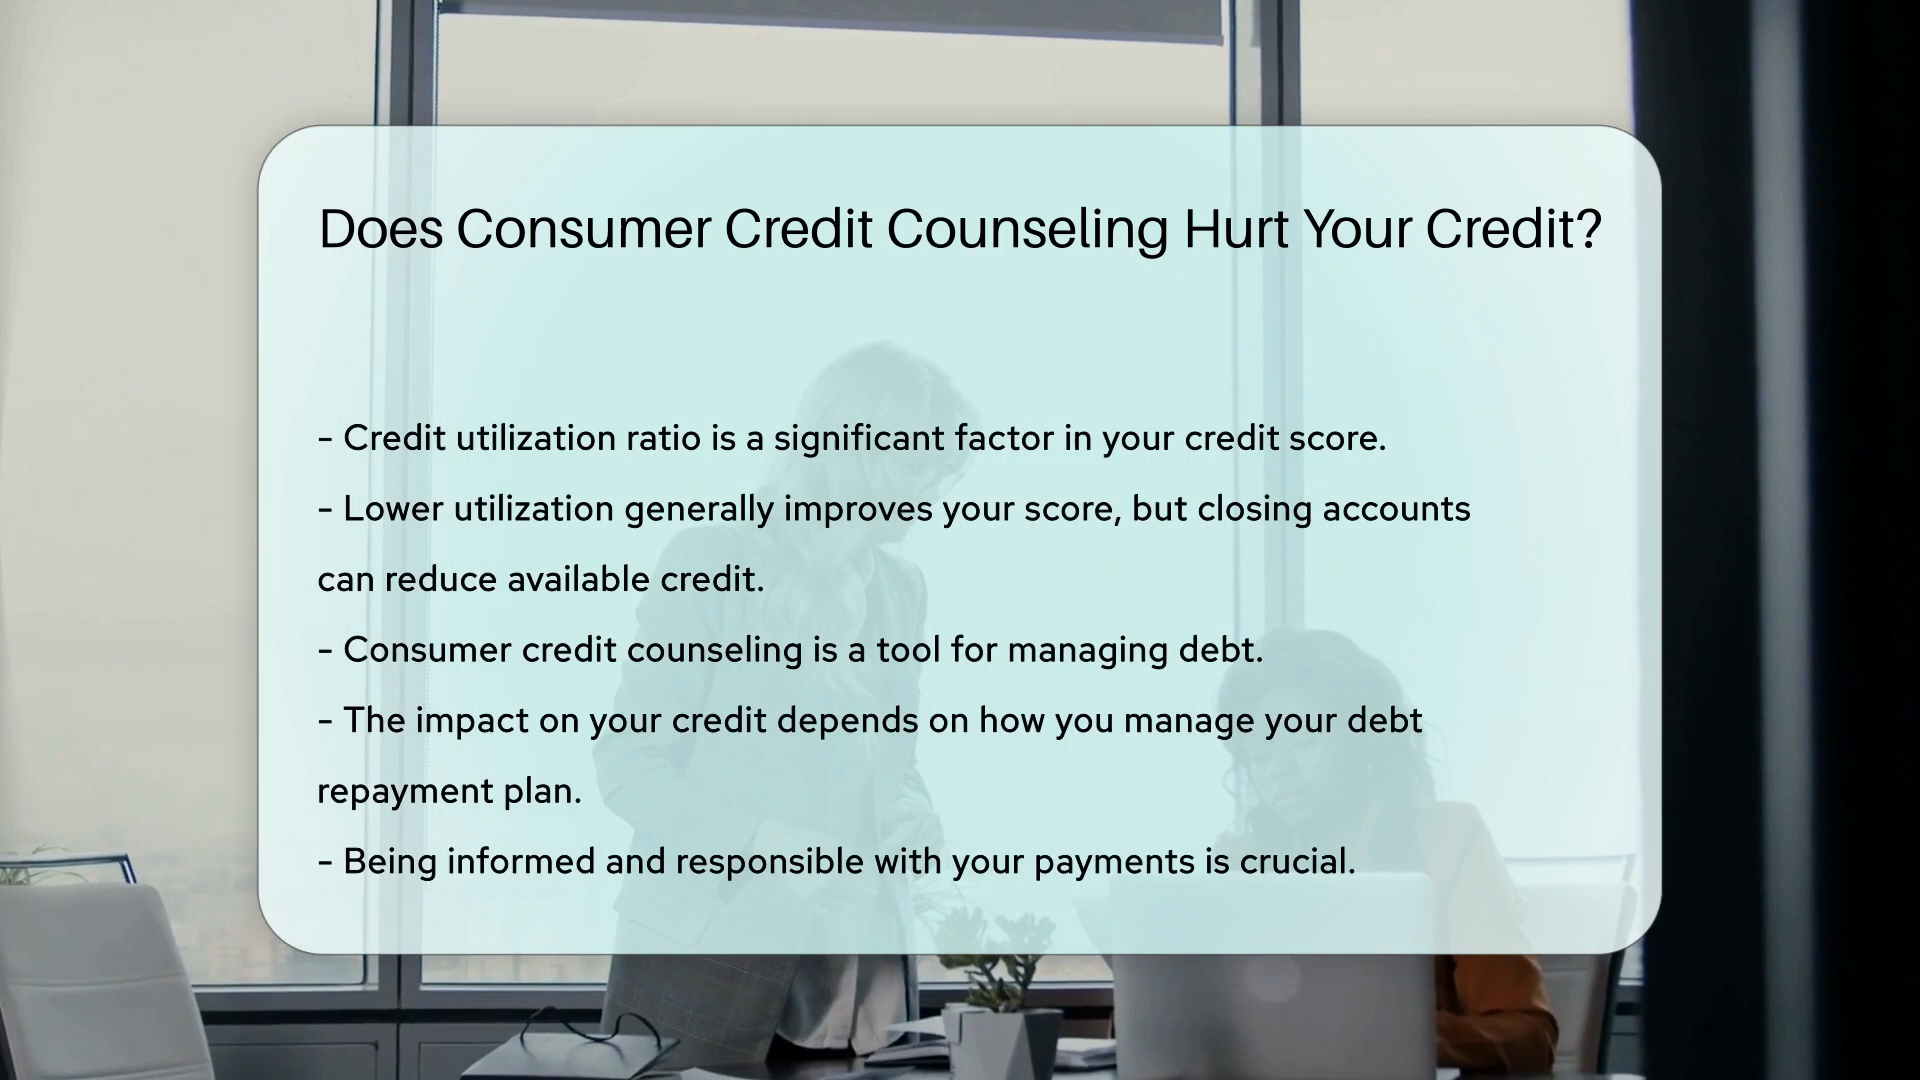 Does Consumer Credit Counseling Hurt Your Credit?
- Credit utilization ratio is a significant factor in your credit score.
- Lower utilization generally improves your score, but closing accounts
can reduce available credit.
- Consumer credit counseling is a tool for managing debt.
- The impact on your credit depends on how you manage your debt
repayment plan.
- Being informed and responsible with your payments is crucial.